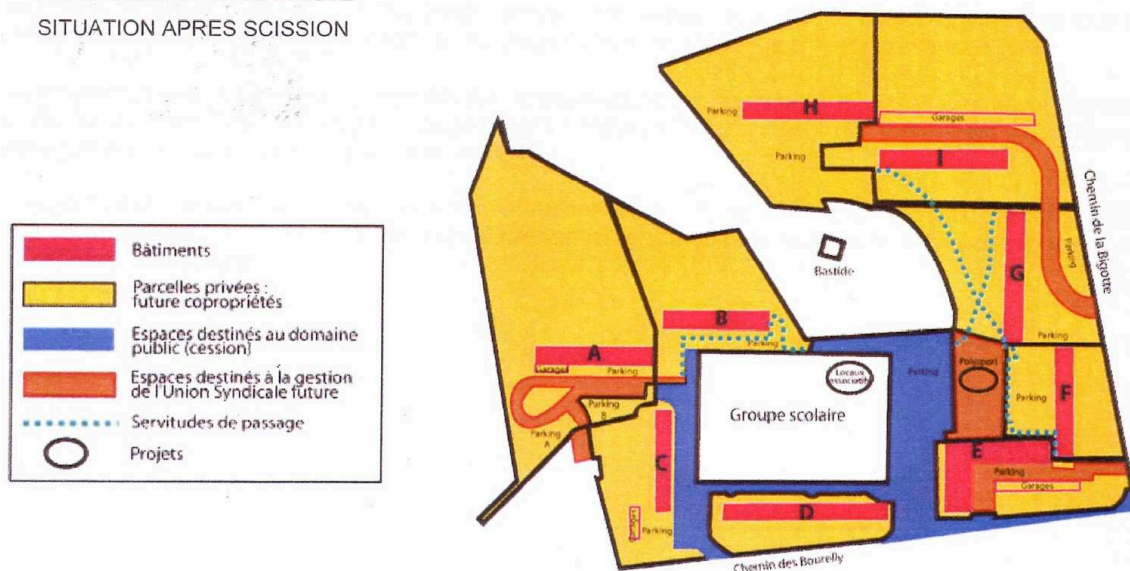 SITUATION APRES SCISSION
Bâtiments
Parcelles privées :
future copropriétés
Espaces destinés au domaine
public (cession)
Espaces destinés à la gestion
de l'Union Syndicale future
Servitudes de passage
Projets
Parking
H
Garages
Parking
I
Chemin de la Bigotte
Parking
Bastide
G
B
Parking
Parking
A
Garages
Parking
Parking
B
Parking
A
Locaux
associatifs
Groupe scolaire
Parking
Polysport
Parking
F
C
E
Parking
Garages
D
Garages
Parking
Chemin des Bourelly